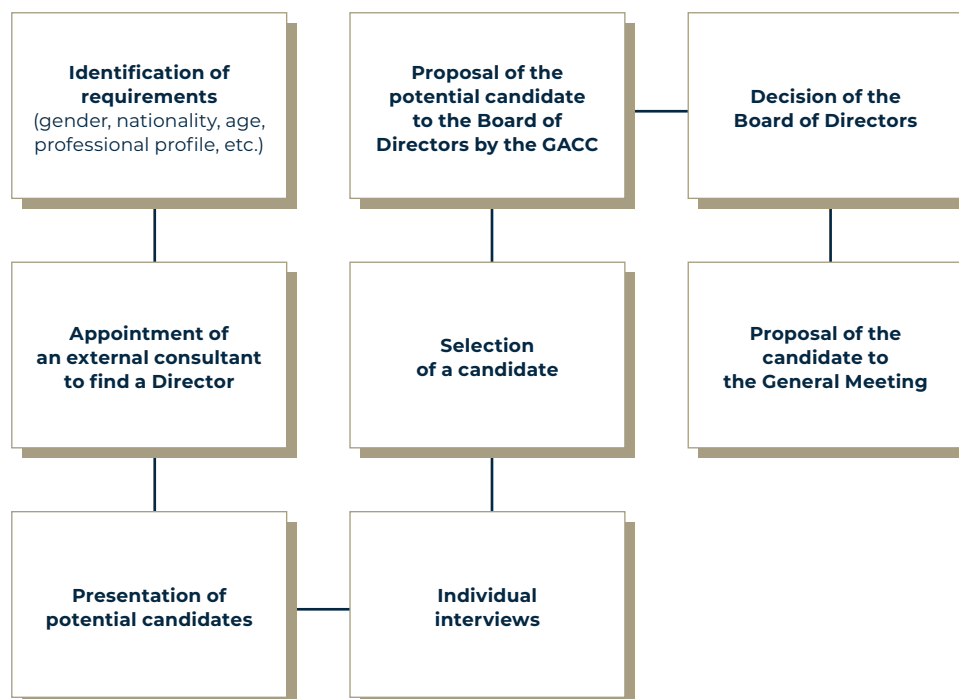 Identification of
requirements
(gender, nationality, age,
professional profile, etc.)
Appointment of
an external consultant
to find a Director
Presentation of
potential candidates
Individual
interviews
Selection
of a candidate
Proposal of the
potential candidate
to the Board of
Directors by the GACC
Decision of the
Board of Directors
Proposal of the
candidate to
the General Meeting